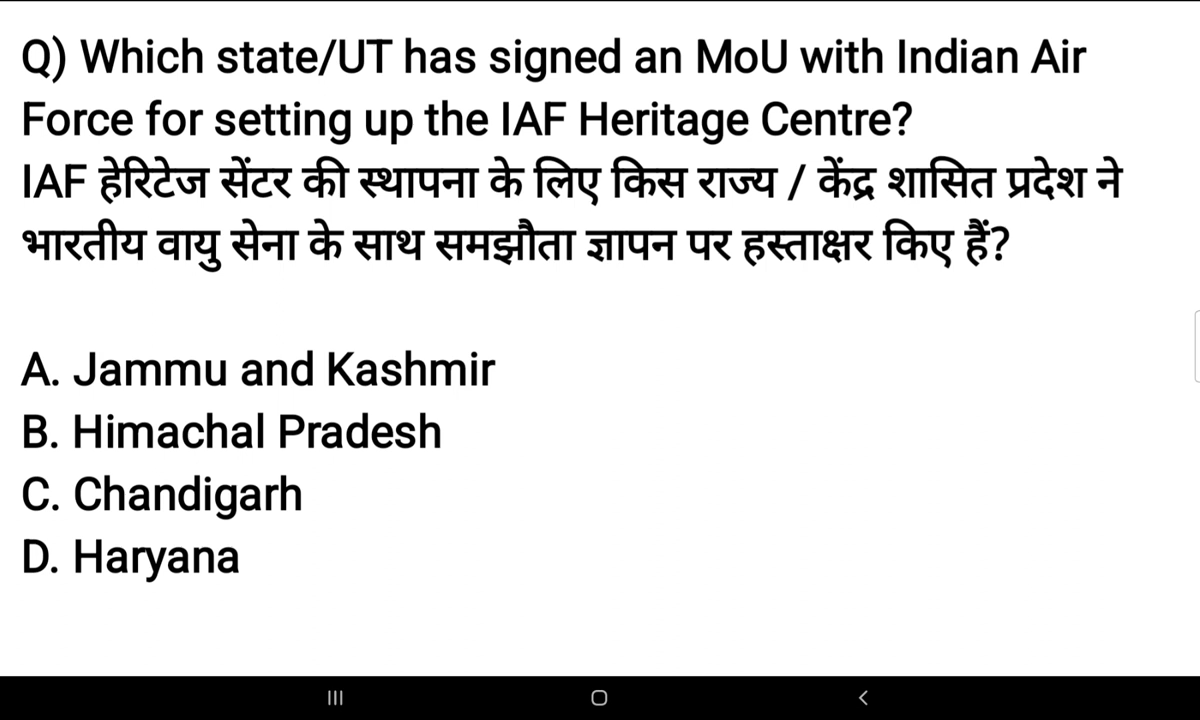 Q) Which state/UT has signed an MoU with Indian Air
Force for setting up the IAF Heritage Centre?
IAF हेरिटेज सेंटर की स्थापना के लिए किस राज्य / केंद्र शासित प्रदेश ने
भारतीय वायु सेना के साथ समझौता ज्ञापन पर हस्ताक्षर किए हैं?
A. Jammu and Kashmir
B. Himachal Pradesh
C. Chandigarh
D. Haryana